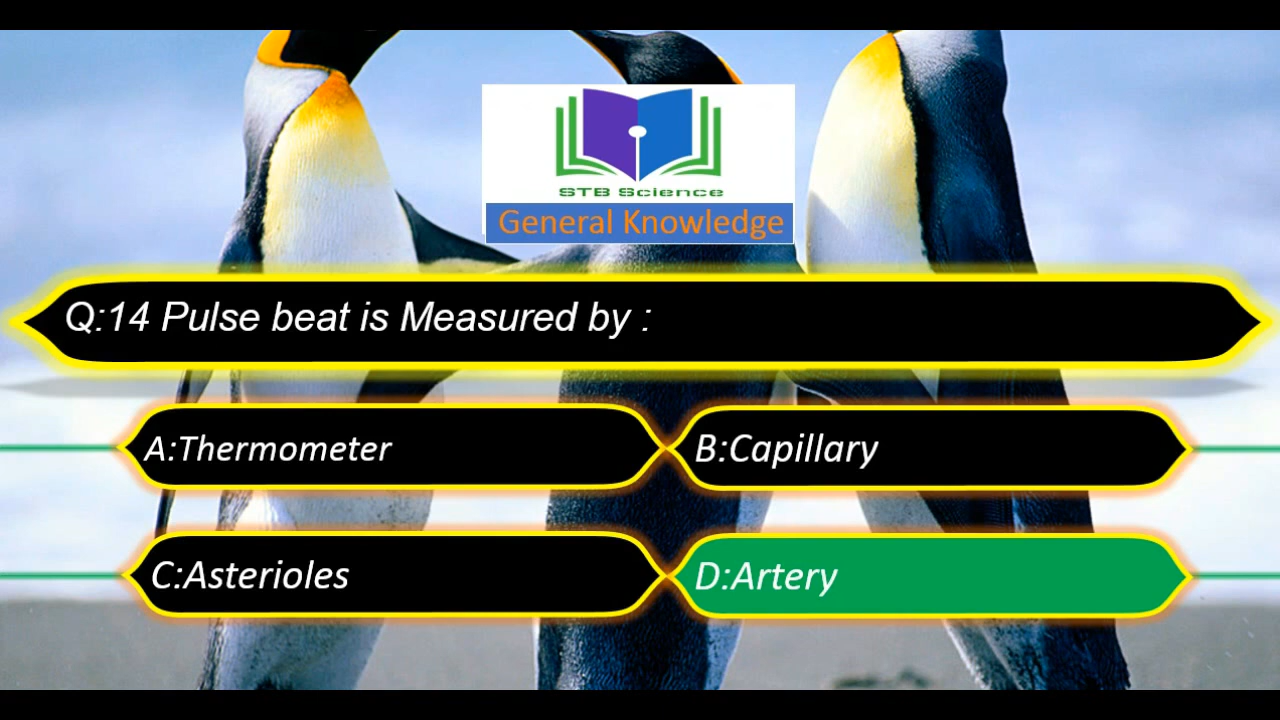 STB Science
General Knowledge
Q:14 Pulse beat is Measured by :
A:Thermometer
B:Capillary
C:Asterioles
D:Artery